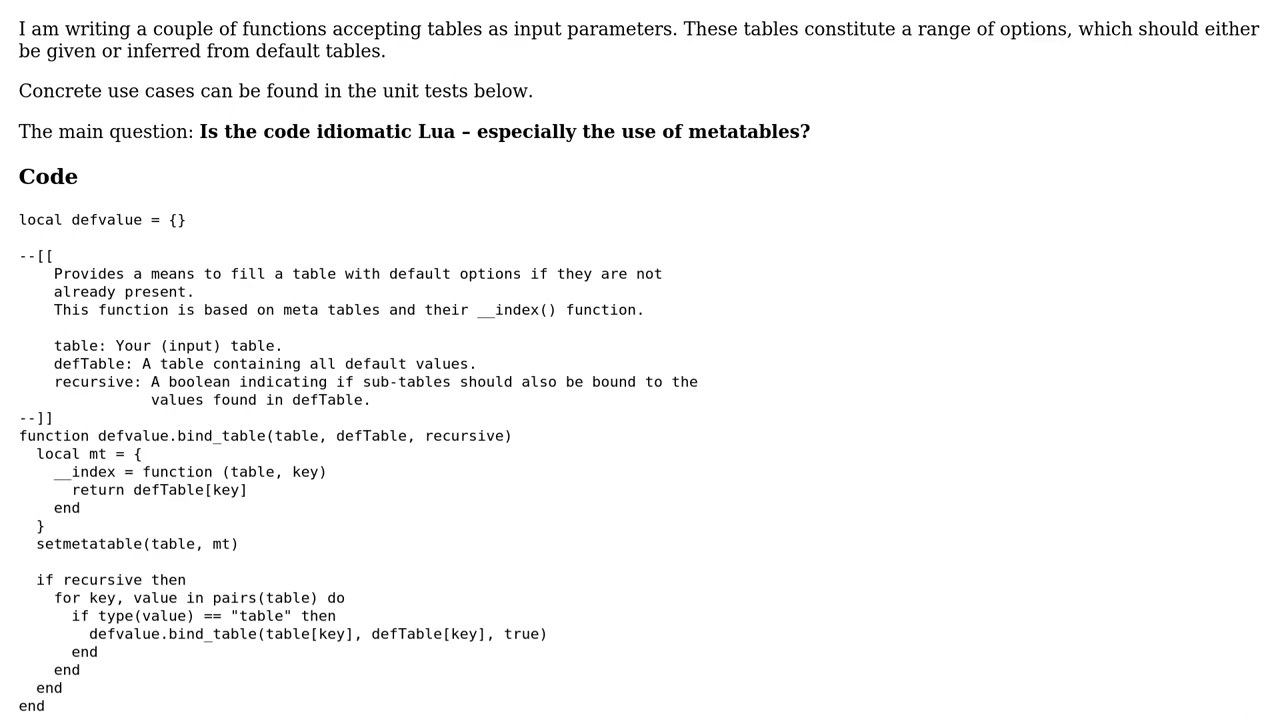 I am writing a couple of functions accepting tables as input parameters. These tables constitute a range of options, which should either
be given or inferred from default tables.
Concrete use cases can be found in the unit tests below.
The main question: Is the code idiomatic Lua – especially the use of metatables?
Code
local defvalue = {}
--[[
    Provides a means to fill a table with default options if they are not
    already present.
    This function is based on meta tables and their __index() function.
    table: Your (input) table.
    defTable: A table containing all default values.
    recursive: A boolean indicating if sub-tables should also be bound to the
               values found in defTable.
--]]
function defvalue.bind_table(table, defTable, recursive)
  local mt = {
    __index = function (table, key)
      return defTable[key]
    end
  }
  setmetatable(table, mt)
  if recursive then
    for key, value in pairs(table) do
      if type(value) == "table" then
        defvalue.bind_table(table[key], defTable[key], true)
      end
    end
  end
end